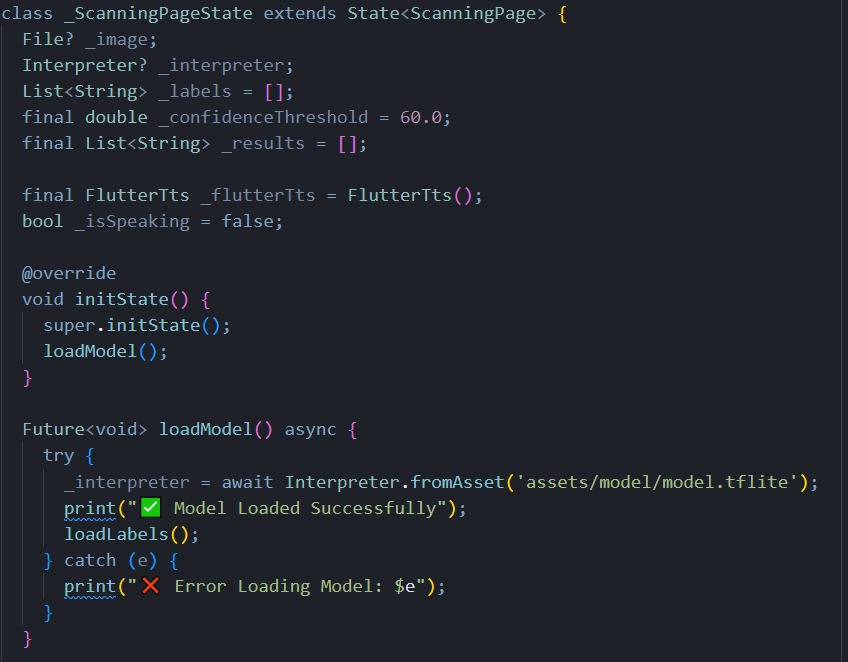 class _ScanningPageState extends State<ScanningPage> {
  File? _image;
  Interpreter? _interpreter;
  List<String> _labels = [];
  final double _confidenceThreshold = 60.0;
  final List<String> _results = [];

  final FlutterTts _flutterTts = FlutterTts();
  bool _isSpeaking = false;

  @override
  void initState() {
    super.initState();
    loadModel();
  }

  Future<void> loadModel() async {
    try {
      _interpreter = await Interpreter.fromAsset('assets/model/model.tflite');
      print("✅ Model Loaded Successfully");
      loadLabels();
    } catch (e) {
      print("❌ Error Loading Model: $e");
    }
  }